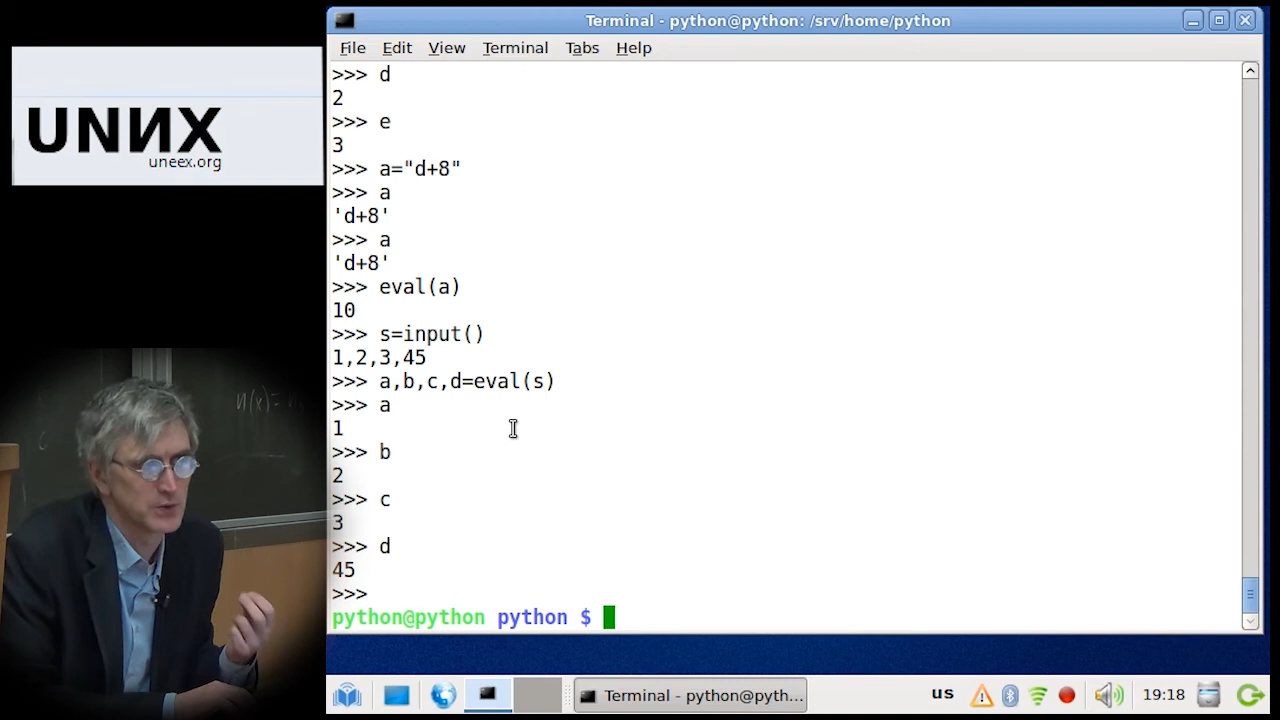 UNИX
uneex.org
Terminal - python@python: /srv/home/python
File Edit View Terminal Tabs Help
>>> d
2
>>> e
3
>>> a="d+8"
>>> a
'd+8'
>>> a
'd+8'
>>> eval(a)
10
>>> s=input()
1,2,3,45
>>> a,b,c,d=eval(s)
>>> a
1
>>> b
2
>>> c
3
>>> d
45
>>>
python@python python $
Terminal - python@pyth...
us
19:18